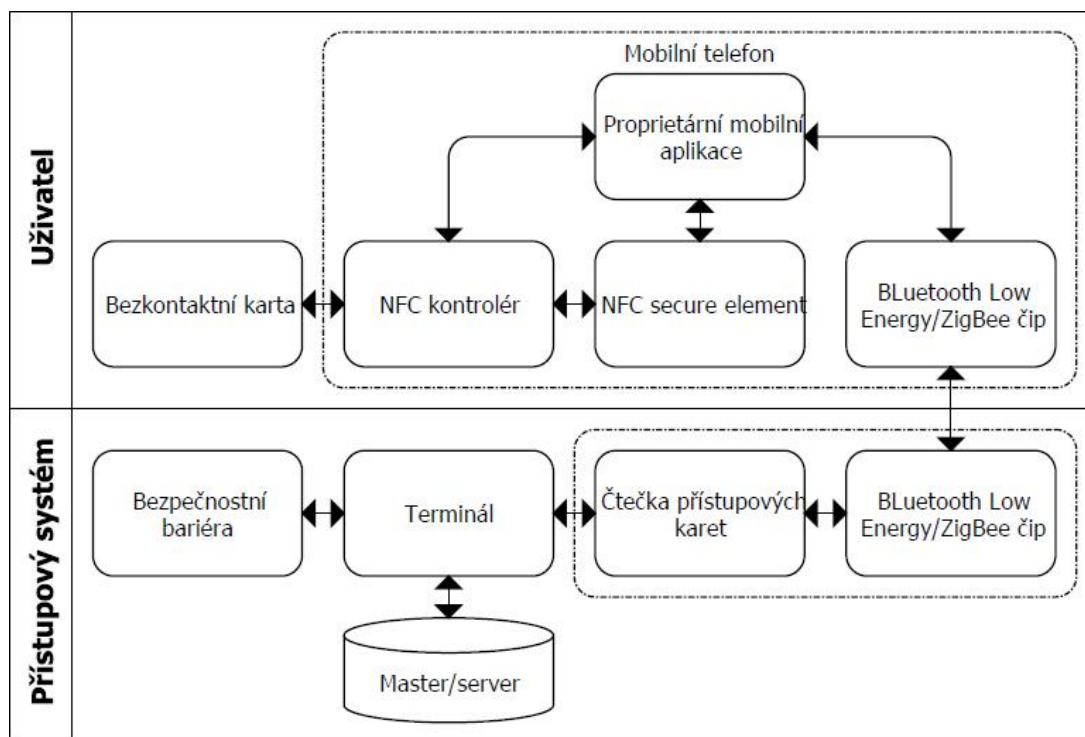 Uživatel
Mobilní telefon
Proprietární mobilní
aplikace
Bezkontaktní karta
NFC kontrolér
NFC secure element
BLuetooth Low
Energy/ZigBee čip
Přístupový systém
Bezpečnostní
bariéra
Terminál
Čtečka přístupových
karet
BLuetooth Low
Energy/ZigBee čip
Master/server